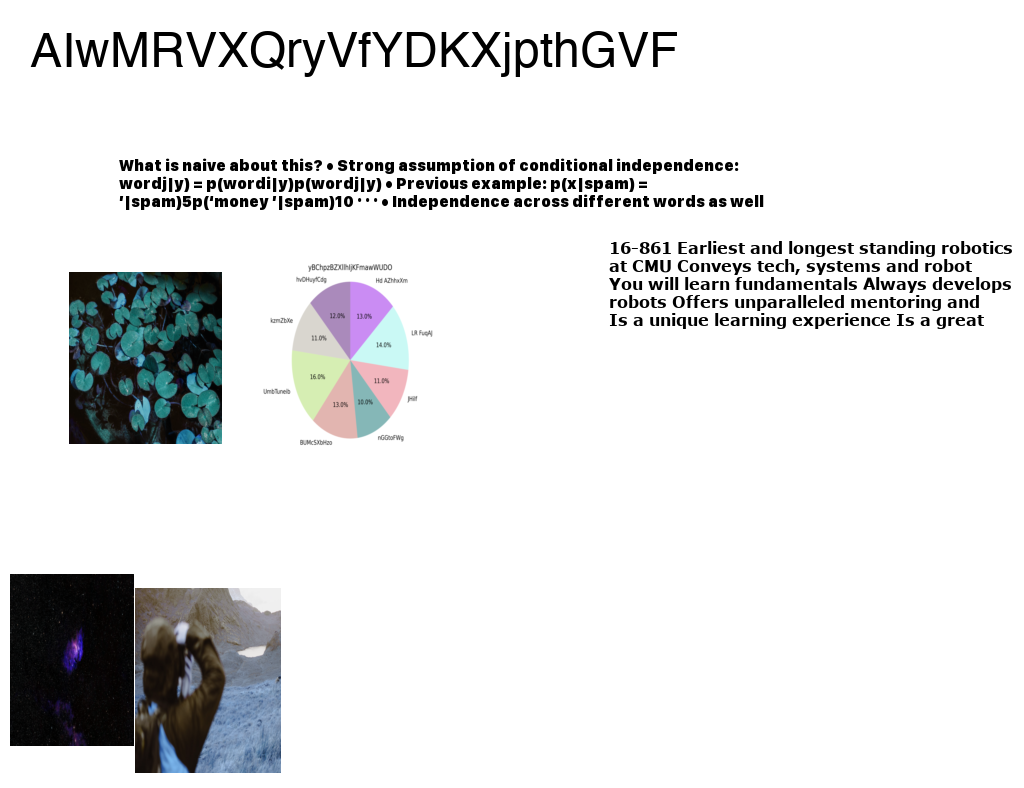 AIwMRVXQryVfYDKXjpthGVF
What is naive about this? • Strong assumption of conditional independence:
wordj|y) = p(wordi|y)p(wordj|y) • Previous example: p(x|spam) =
'|spam)5p('money '|spam)10 · · · • Independence across different words as well
16-861 Earliest and longest standing robotics
at CMU Conveys tech, systems and robot
You will learn fundamentals Always develops
robots Offers unparalleled mentoring and
Is a unique learning experience Is a great
hvDHuyfCdg
Hd AZhhxXm
12.0%
13.0%
kzmZbXe
LR FuqAJ
11.0%
14.0%
16.0%
11.0%
UmbTuneib
13.0%
10.0%
nGGtoFWg
BUMcSXbHzo